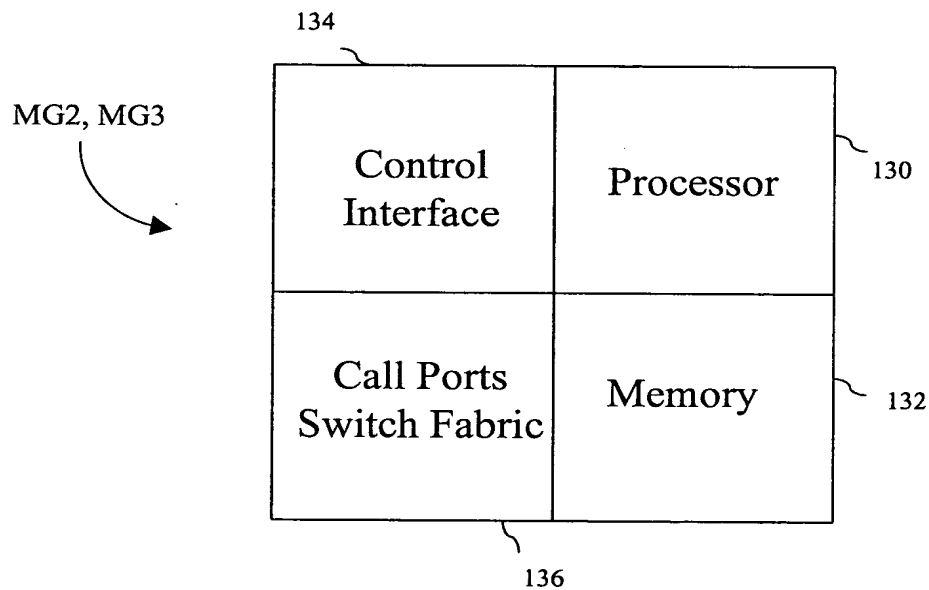 134
MG2, MG3
Control
Interface
Processor
130
Call Ports
Switch Fabric
Memory
132
136